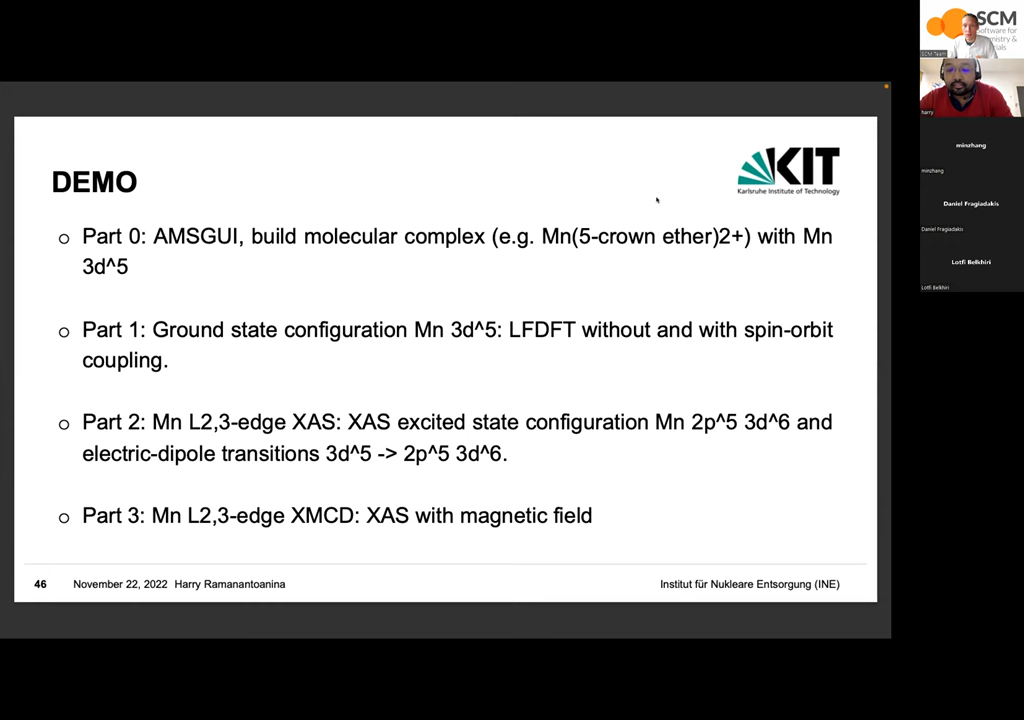 DEMO
KIT
Karlsruhe Institute of Technology
○ Part 0: AMSGUI, build molecular complex (e.g. Mn(5-crown ether)2+) with Mn
3d^5
○ Part 1: Ground state configuration Mn 3d^5: LFDFT without and with spin-orbit
coupling.
○ Part 2: Mn L2,3-edge XAS: XAS excited state configuration Mn 2p^5 3d^6 and
electric-dipole transitions 3d^5 -> 2p^5 3d^6.
○ Part 3: Mn L2,3-edge XMCD: XAS with magnetic field
46 November 22, 2022 Harry Ramanantoanina Institut für Nukleare Entsorgung (INE)
SCM
Software for
SCM Team
harry
minzhang
minzhang
Daniel Fragiadakis
Daniel Fragiadakis
Lotfi Belkhiri
Lotfi Belkhiri